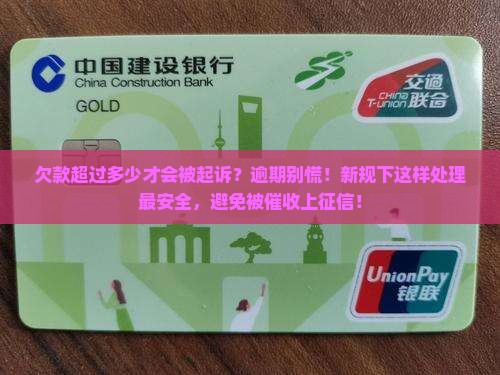 中国建设银行
China Construction Bank
GOLD
交通
CHINA T-UNION 联合
欠款超过多少才会被起诉？逾期别慌！新规下这样处理
最安全，避免被催收上征信！
UnionPay
银联